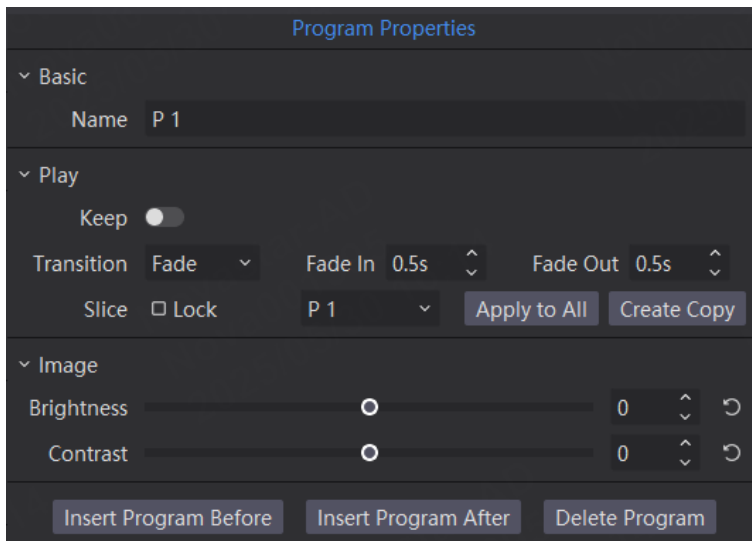 Program Properties
Basic
Name P 1
Play
Keep
Transition Fade Fade In 0.5s Fade Out 0.5s
Slice Lock P 1 Apply to All Create Copy
Image
Brightness 0
Contrast 0
Insert Program Before Insert Program After Delete Program